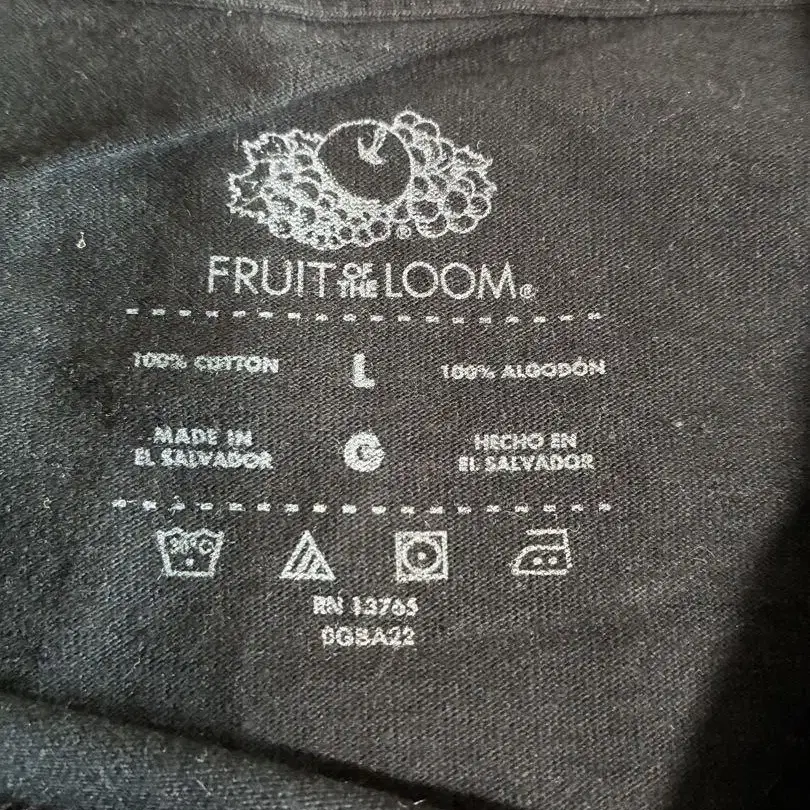 FRUIT OF THE LOOM®
100% COTTON L 100% ALGODÓN
MADE IN
EL SALVADOR
G
HECHO EN
EL SALVADOR
30°C
RN 13765
0GBA22